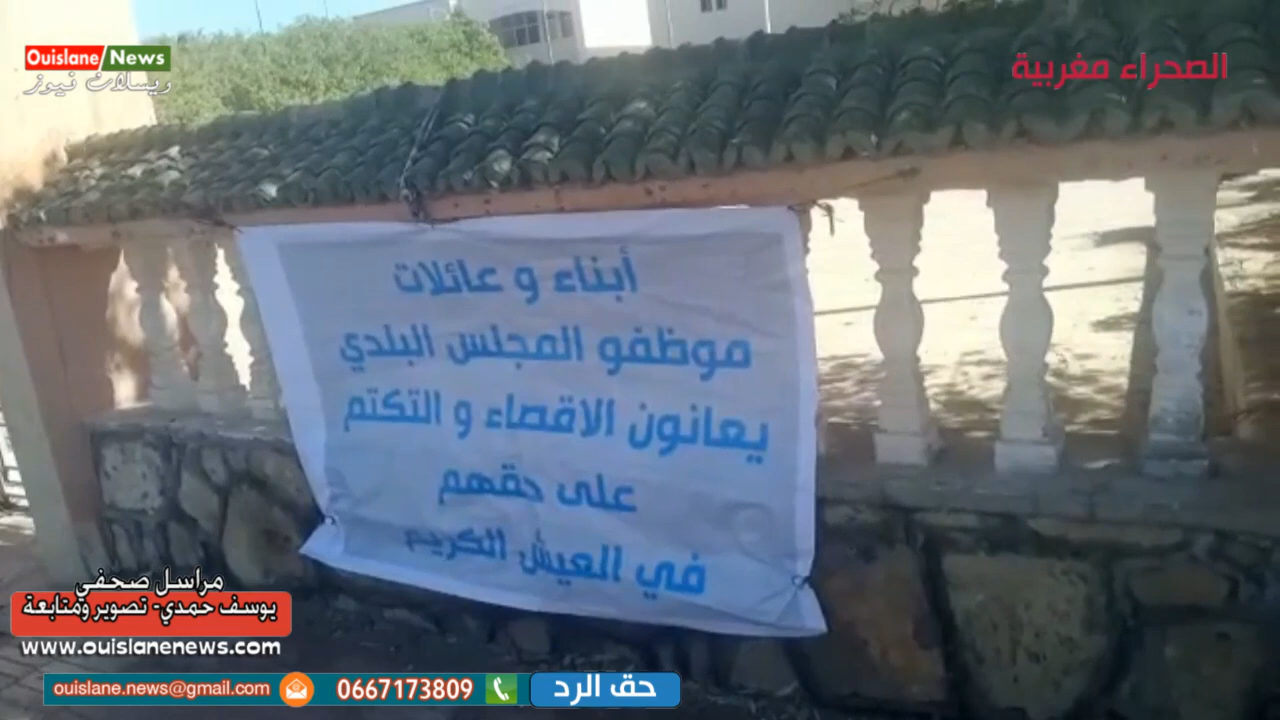 Ouislane/News
ويسلان نيوز
الصحراء مغربية
أبناء و عائلات
موظفو المجلس البلدي
يعانون الاقصاء و التكتم
على حقهم
في العيش الكريم
مراسل صحفي
يوسف حمدي- تصوير ومتابعة
www.ouislanenews.com
ouislane.news@gmail.com
0667173809
حق الرد